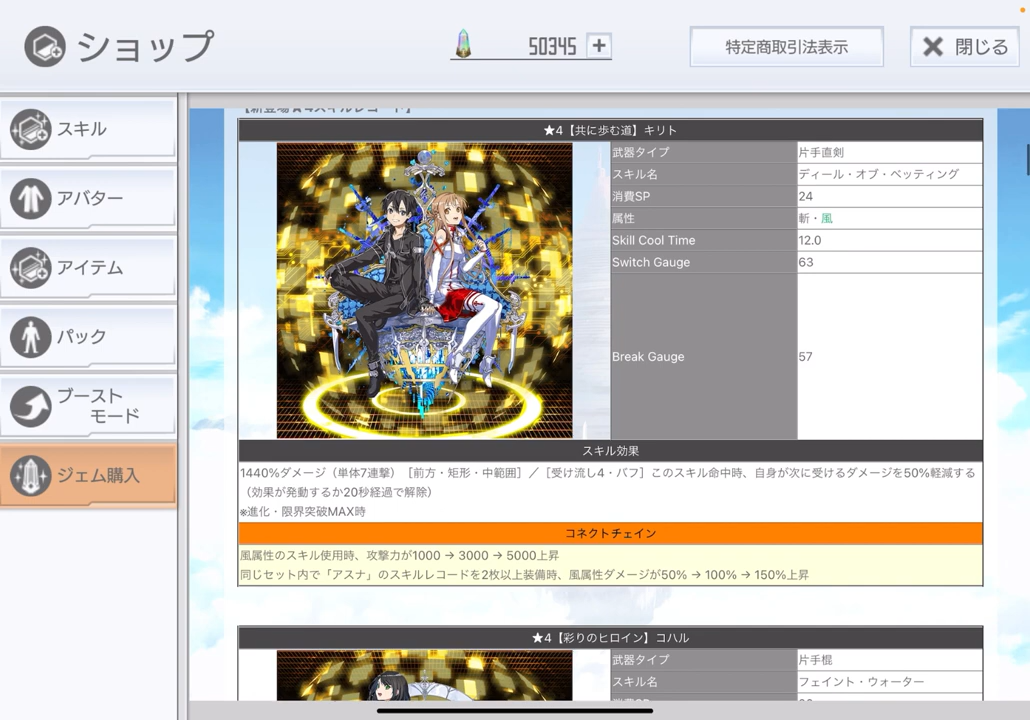 ショップ
50345
特定商取引法表示
閉じる
スキル
アバター
アイテム
パック
ブースト
モード
ジェム購入
【新登場★4スキルレコード】
★4【共に歩む道】キリト
武器タイプ 片手直剣
スキル名 ディール・オブ・ベッティング
消費SP 24
属性 斬・風
Skill Cool Time 12.0
Switch Gauge 63
Break Gauge 57
スキル効果
1440%ダメージ（単体7連撃）［前方・矩形・中範囲］／［受け流し4・バフ］このスキル命中時、自身が次に受けるダメージを50%軽減する
（効果が発動するか20秒経過で解除）
※進化・限界突破MAX時
コネクトチェイン
風属性のスキル使用時、攻撃力が1000 → 3000 → 5000上昇
同じセット内で「アスナ」のスキルレコードを2枚以上装備時、風属性ダメージが50% → 100% → 150%上昇
★4【彩りのヒロイン】コハル
武器タイプ 片手棍
スキル名 フェイント・ウォーター